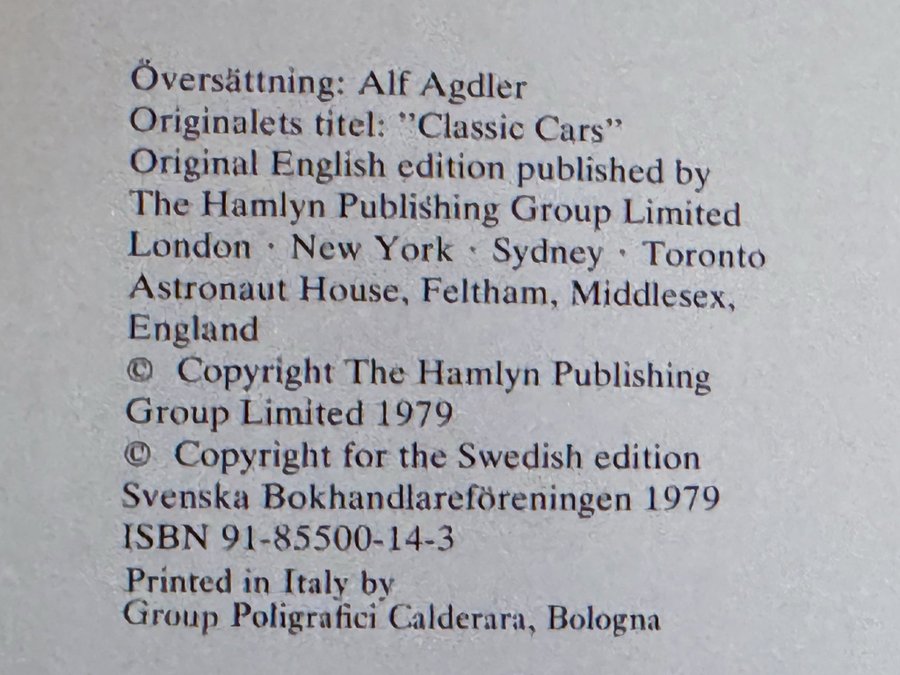 Översättning: Alf Agdler
Originalets titel: ”Classic Cars”
Original English edition published by
The Hamlyn Publishing Group Limited
London · New York · Sydney · Toronto
Astronaut House, Feltham, Middlesex,
England
© Copyright The Hamlyn Publishing
Group Limited 1979
© Copyright for the Swedish edition
Svenska Bokhandlareföreningen 1979
ISBN 91-85500-14-3
Printed in Italy by
Group Poligrafici Calderara, Bologna